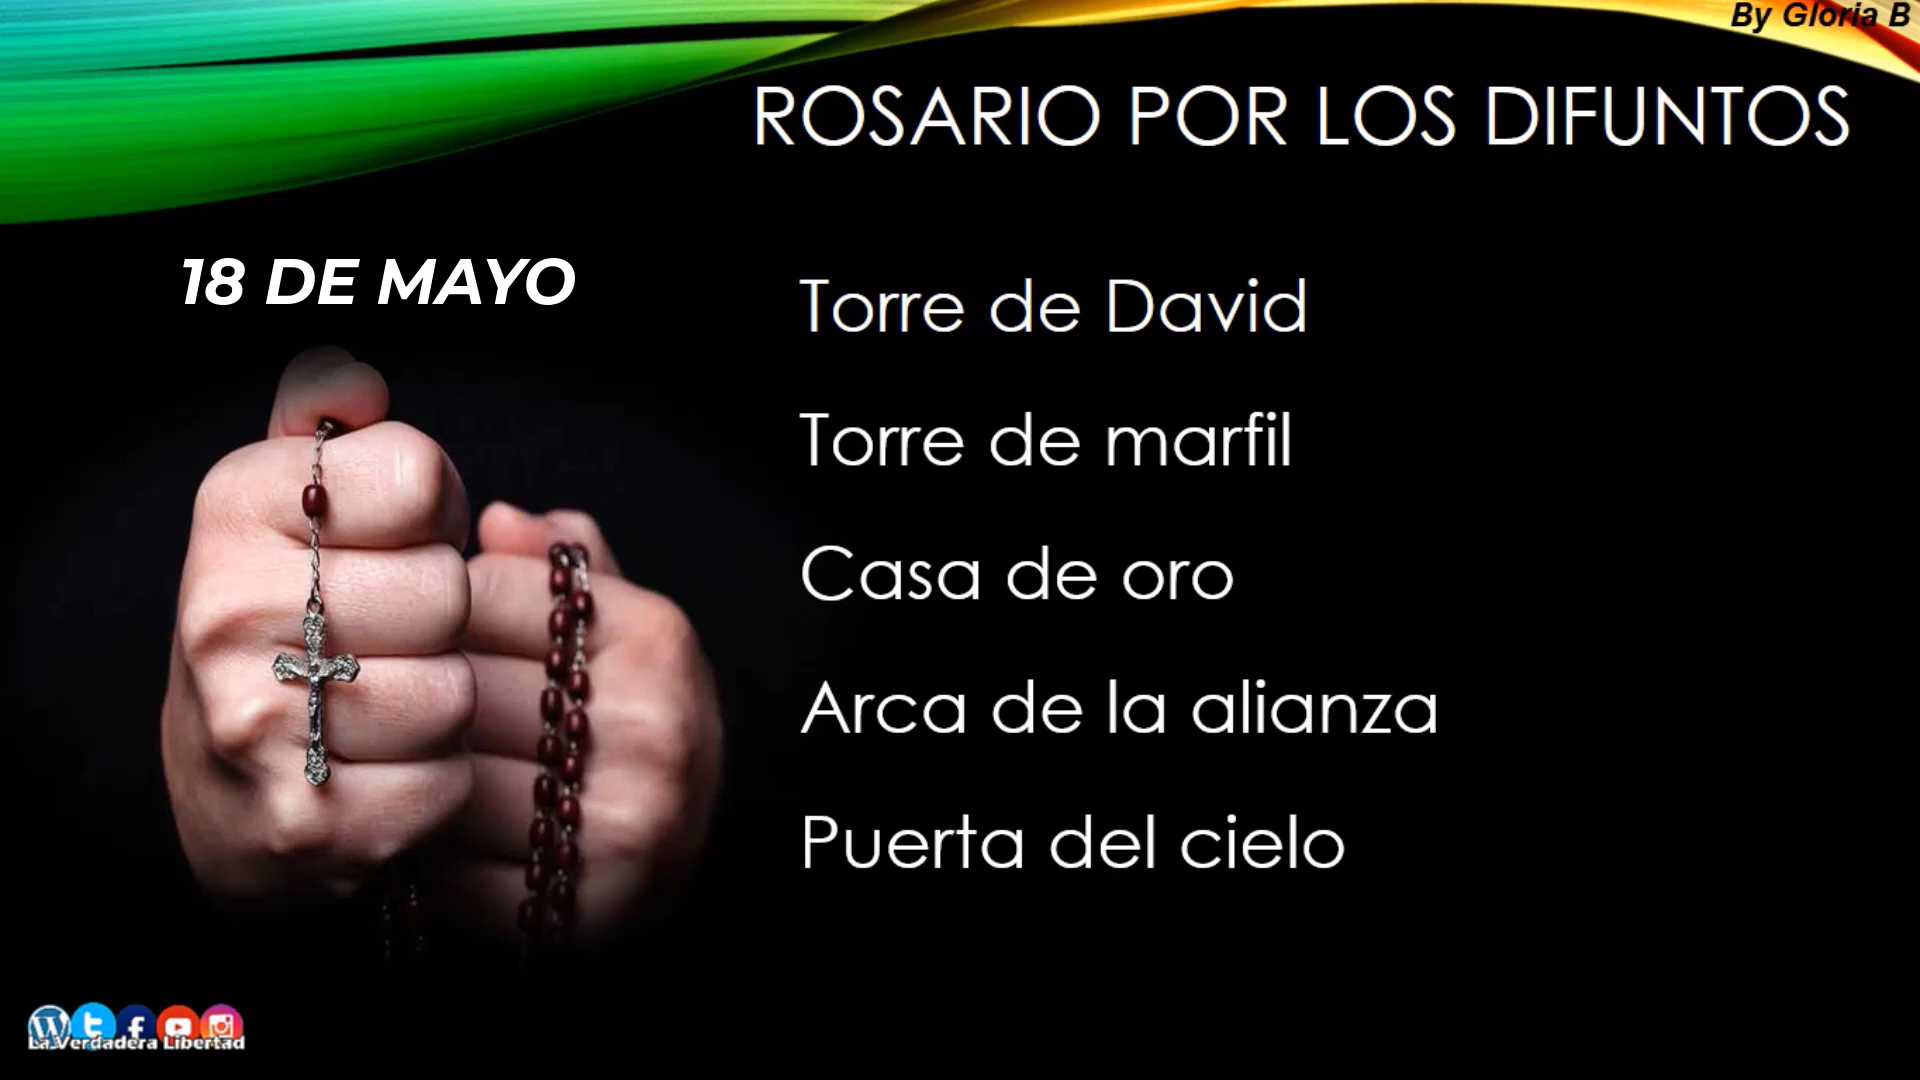 By Gloria B
ROSARIO POR LOS DIFUNTOS
18 DE MAYO
Torre de David
Torre de marfil
Casa de oro
Arca de la alianza
Puerta del cielo
La Verdadera Libertad